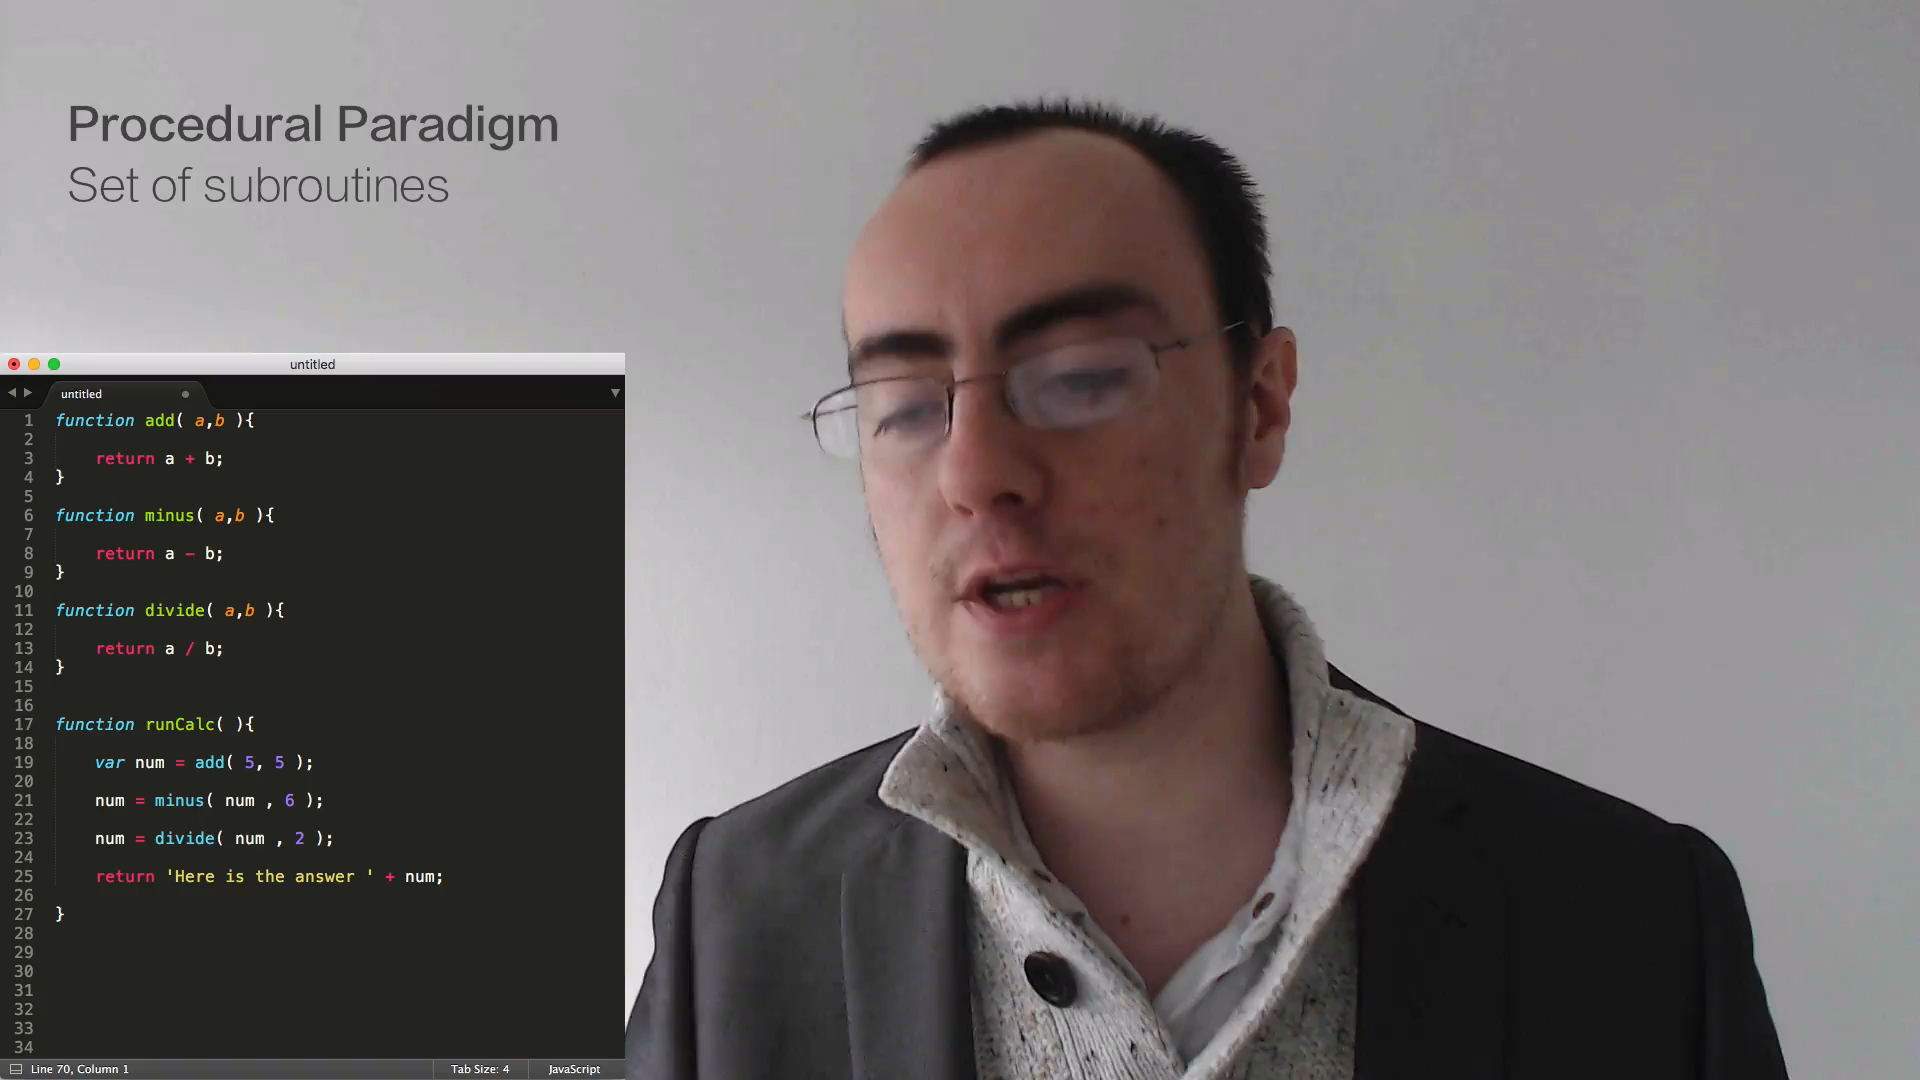 Procedural Paradigm
Set of subroutines
untitled
untitled
1 function add( a,b ){
2
3 return a + b;
4 }
5
6 function minus( a,b ){
7
8 return a - b;
9 }
10
11 function divide( a,b ){
12
13 return a / b;
14 }
15
16
17 function runCalc( ){
18
19 var num = add( 5, 5 );
20
21 num = minus( num , 6 );
22
23 num = divide( num , 2 );
24
25 return 'Here is the answer ' + num;
26
27 }
28
29
30
31
32
33
34
Line 70, Column 1 Tab Size: 4 JavaScript